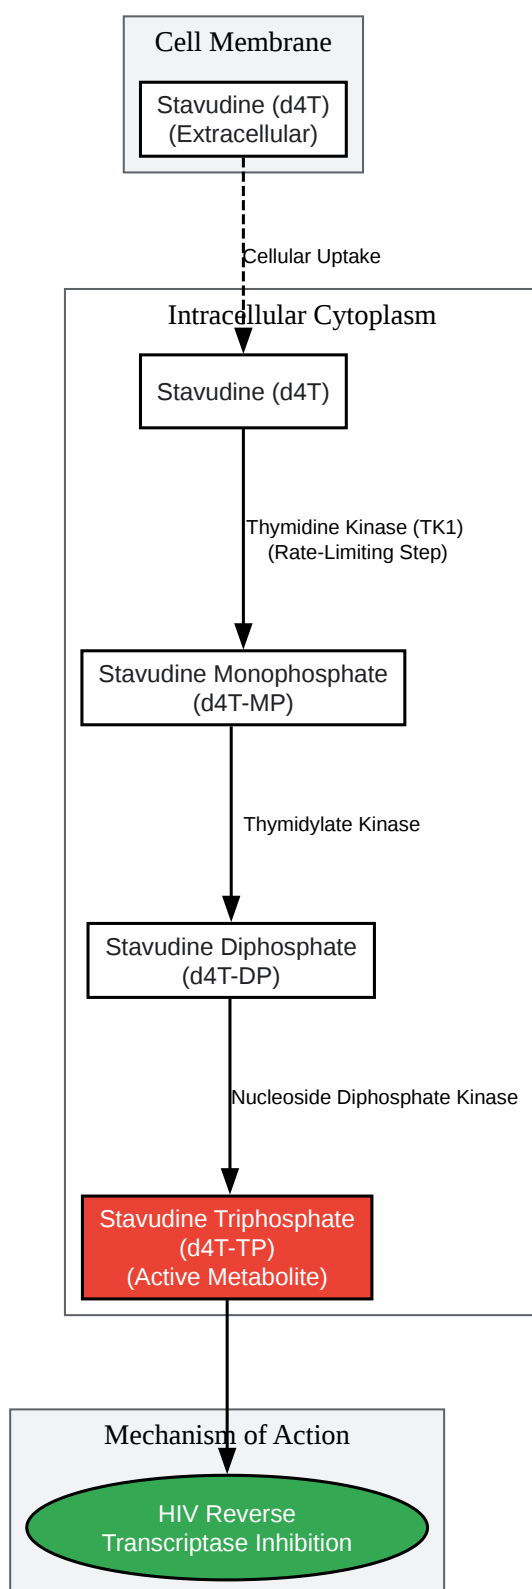 Cell Membrane
Stavudine (d4T)
(Extracellular)
Cellular Uptake
Intracellular Cytoplasm
Stavudine (d4T)
Thymidine Kinase (TK1)
(Rate-Limiting Step)
Stavudine Monophosphate
(d4T-MP)
Thymidylate Kinase
Stavudine Diphosphate
(d4T-DP)
Nucleoside Diphosphate Kinase
Stavudine Triphosphate
(d4T-TP)
(Active Metabolite)
Mechanism of Action
HIV Reverse
Transcriptase Inhibition